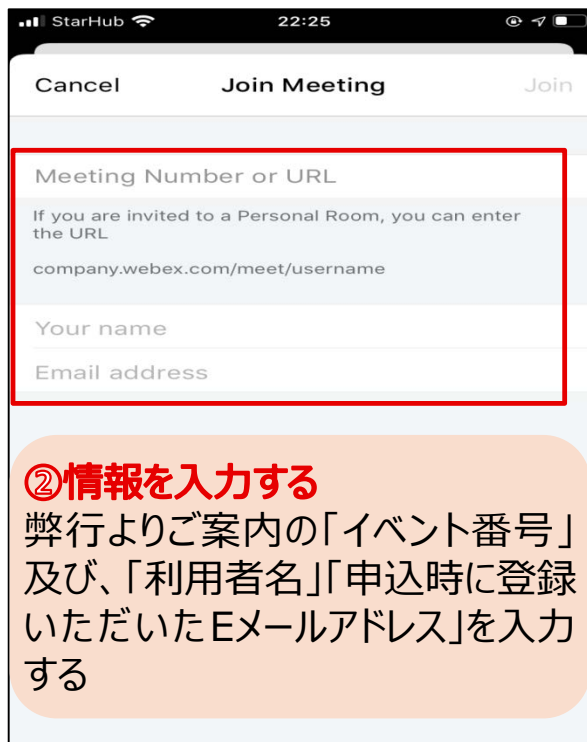 StarHub 22:25
Cancel Join Meeting Join
Meeting Number or URL
If you are invited to a Personal Room, you can enter
the URL
company.webex.com/meet/username
Your name
Email address
②情報を入力する
弊行よりご案内の「イベント番号」
及び、「利用者名」「申込時に登録
いただいたEメールアドレス」を入力
する